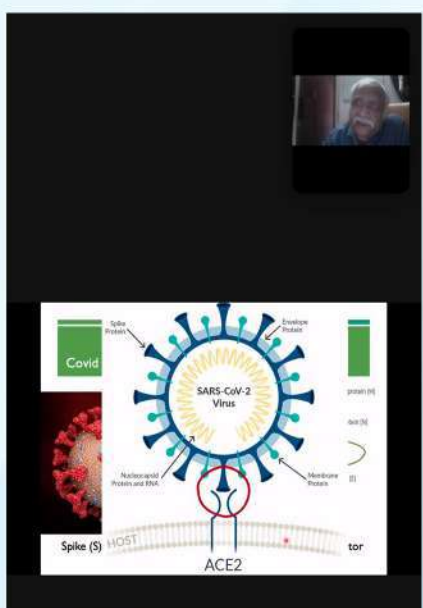 Spike
Protein
Envelope
Protein
Covid
SARS-CoV-2
Virus
protein [M]
Nucleocapsid
Protein and RNA
Membrane
Protein
Spike (S)
HOST
tor
ACE2